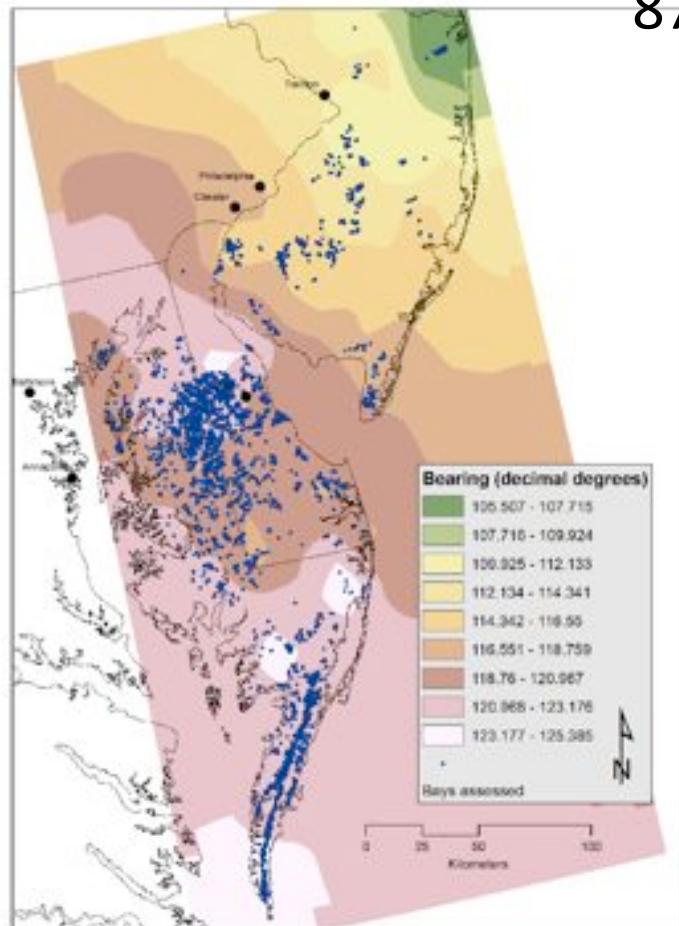 87
Trenton
Philadelphia
Chester
Bearing (decimal degrees)
105.507 - 107.715
107.716 - 109.924
109.925 - 112.133
112.134 - 114.341
114.342 - 116.55
116.551 - 118.759
118.76 - 120.967
120.968 - 123.176
123.177 - 125.385
N
Bays assessed
0 25 50 100
Kilometers